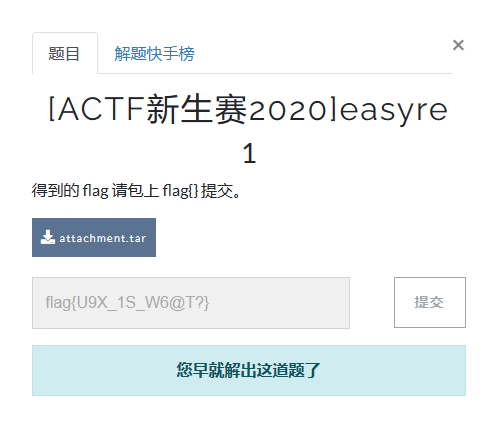 题目 解题快手榜 ×
[ACTF新生赛2020]easyre
1
得到的 flag 请包上 flag{} 提交。
attachment.tar
flag{U9X_1S_W6@T?} 提交
您早就解出这道题了